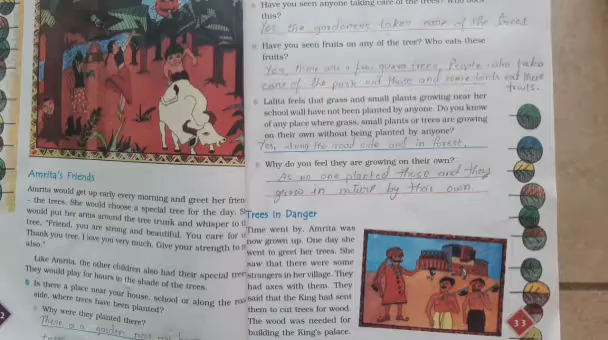 Amrita's Friends
Amrita would get up early every morning and greet her frien
- the trees. She would choose a special tree for the day. S
would put her arms around the tree trunk and whisper to t
tree, "Friend, you are strong and beautiful. You care for u
Thank you tree. I love you very much. Give your strength to
also."
Like Amrita, the other children also had their special tree
They would play for hours in the shade of the trees.
Is there a place near your house, school or along the roa
side, where trees have been planted?
Why were they planted there?
There is a garden near my
trees
2
Have you seen anyone taking care of the trees? Who does
this?
Yes the gardeners takes care of the trees
Have you seen fruits on any of the tree? Who eats these
fruits?
Yes, there are a few guava trees. People who take
care of the park eat those and some birds eat these
fruits.
Lalita feels that grass and small plants growing near her
school wall have not been planted by anyone. Do you know
of any place where grass, small plants or trees are growing
on their own without being planted by anyone?
Yes, along the road side and in forest.
Why do you feel they are growing on their own?
As no one planted those and they
grows in nature by their own.
Trees in Danger
Time went by. Amrita was
now grown up. One day she
went to greet her trees. She
saw that there were some
strangers in her village. They
had axes with them. They
said that the King had sent
them to cut trees for wood.
The wood was needed for
building the King's palace.
33